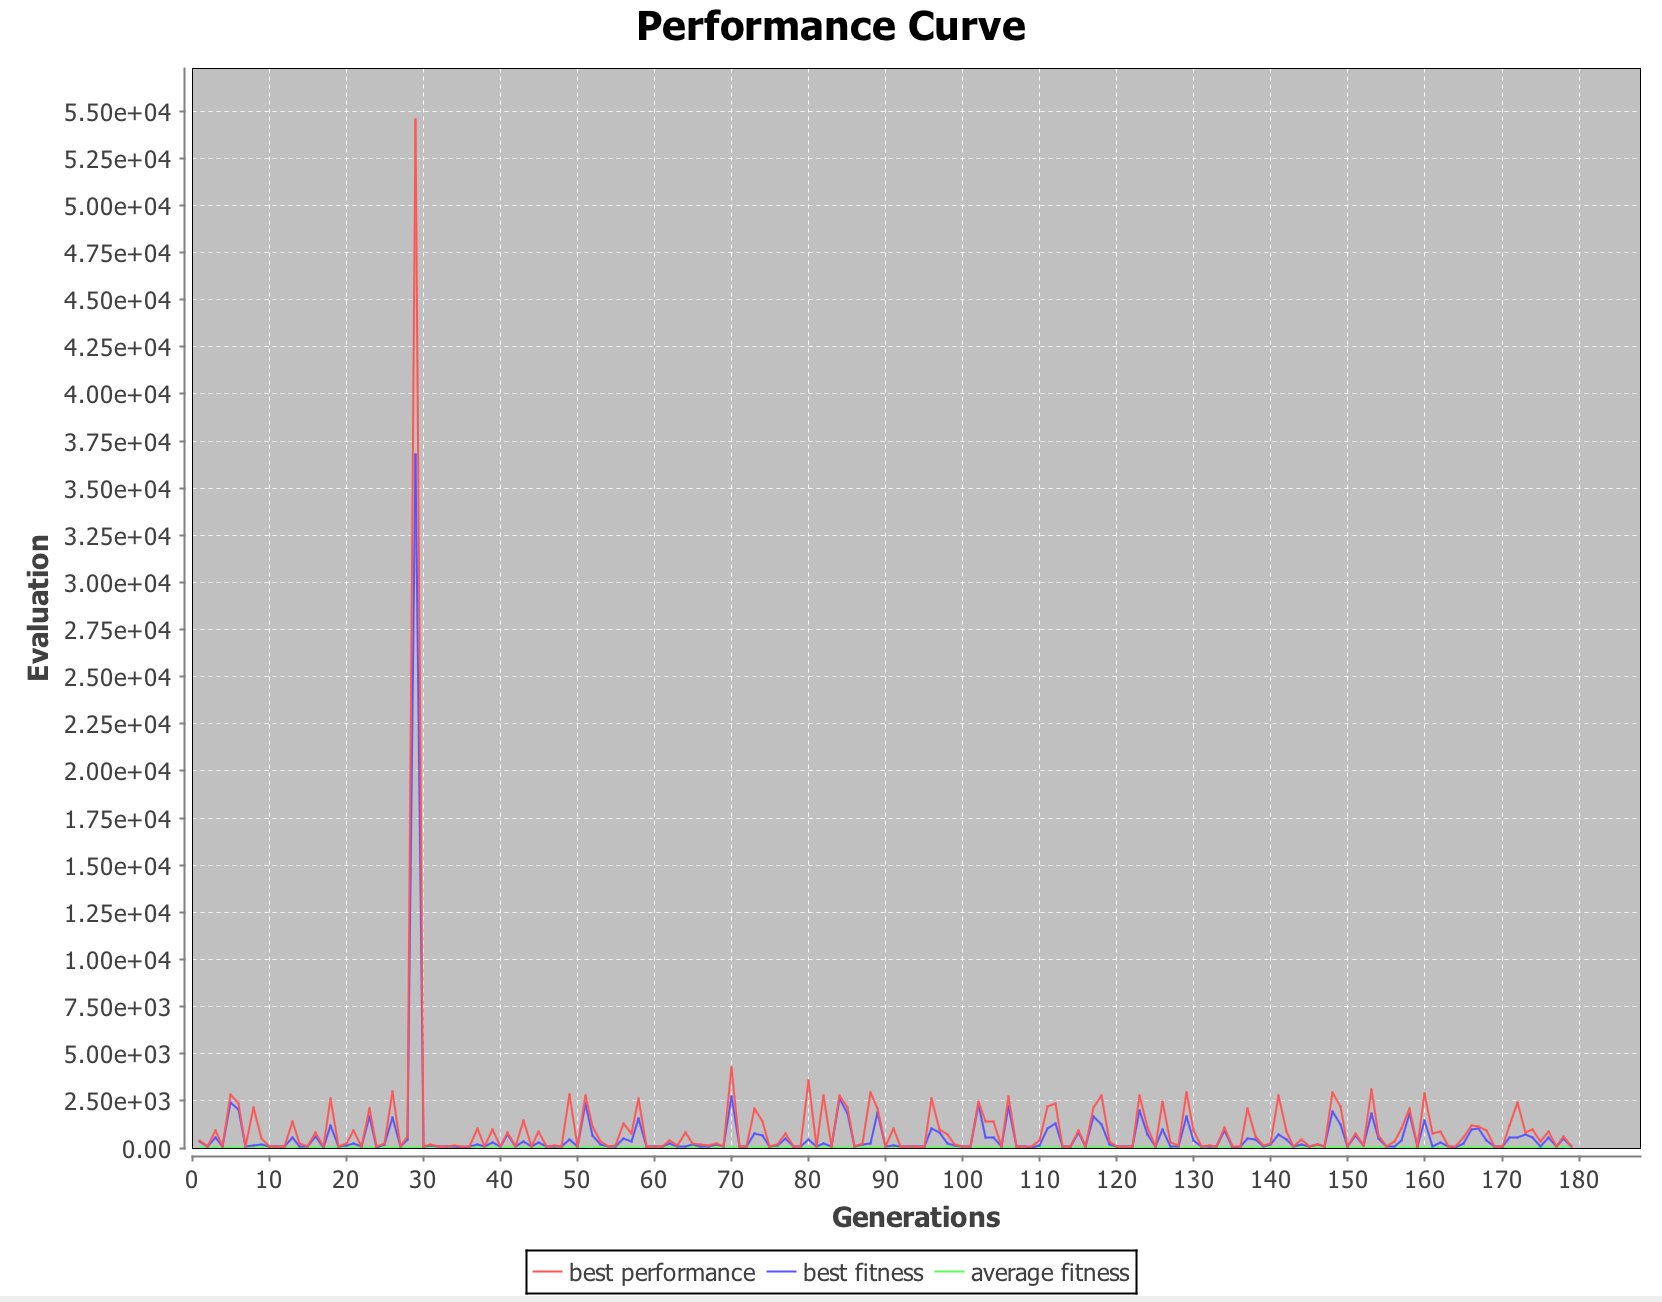 Performance Curve
5.50e+04
5.25e+04
5.00e+04
4.75e+04
4.50e+04
4.25e+04
4.00e+04
3.75e+04
3.50e+04
3.25e+04
3.00e+04
2.75e+04
2.50e+04
2.25e+04
2.00e+04
1.75e+04
1.50e+04
1.25e+04
1.00e+04
7.50e+03
5.00e+03
2.50e+03
0.00
Evaluation
0 10 20 30 40 50 60 70 80 90 100 110 120 130 140 150 160 170 180
Generations
best performance best fitness average fitness